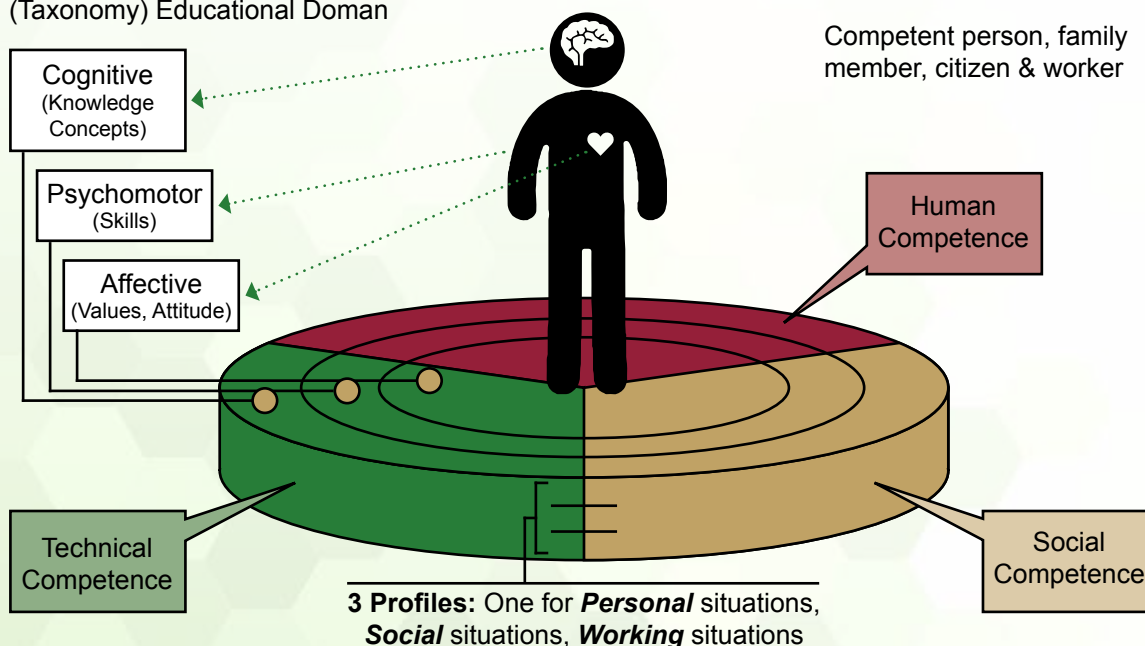 (Taxonomy) Educational Doman
Competent person, family
member, citizen & worker
Cognitive
(Knowledge
Concepts)
Psychomotor
(Skills)
Affective
(Values, Attitude)
Human
Competence
Technical
Competence
Social
Competence
3 Profiles: One for Personal situations,
Social situations, Working situations